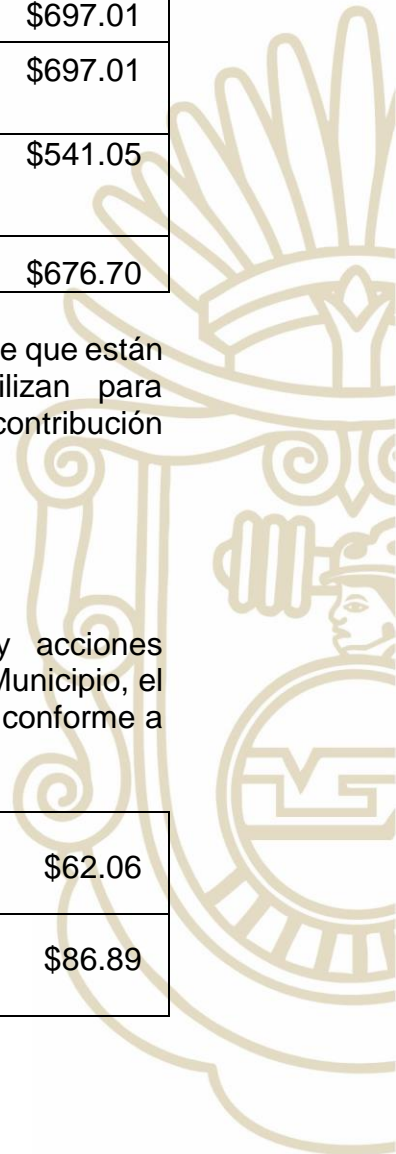 $697.01
$697.01
$541.05
$676.70
e que están
ilizan para
contribución
y acciones
Municipio, el
conforme a
$62.06
$86.89